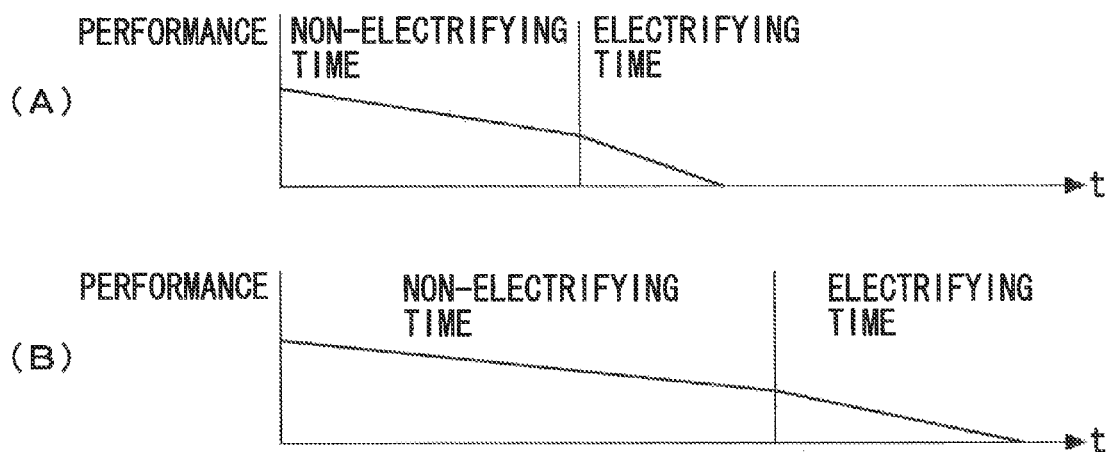 PERFORMANCE
NON-ELECTRIFYING
TIME
ELECTRIFYING
TIME
(A)
t
PERFORMANCE
NON-ELECTRIFYING
TIME
ELECTRIFYING
TIME
(B)
t